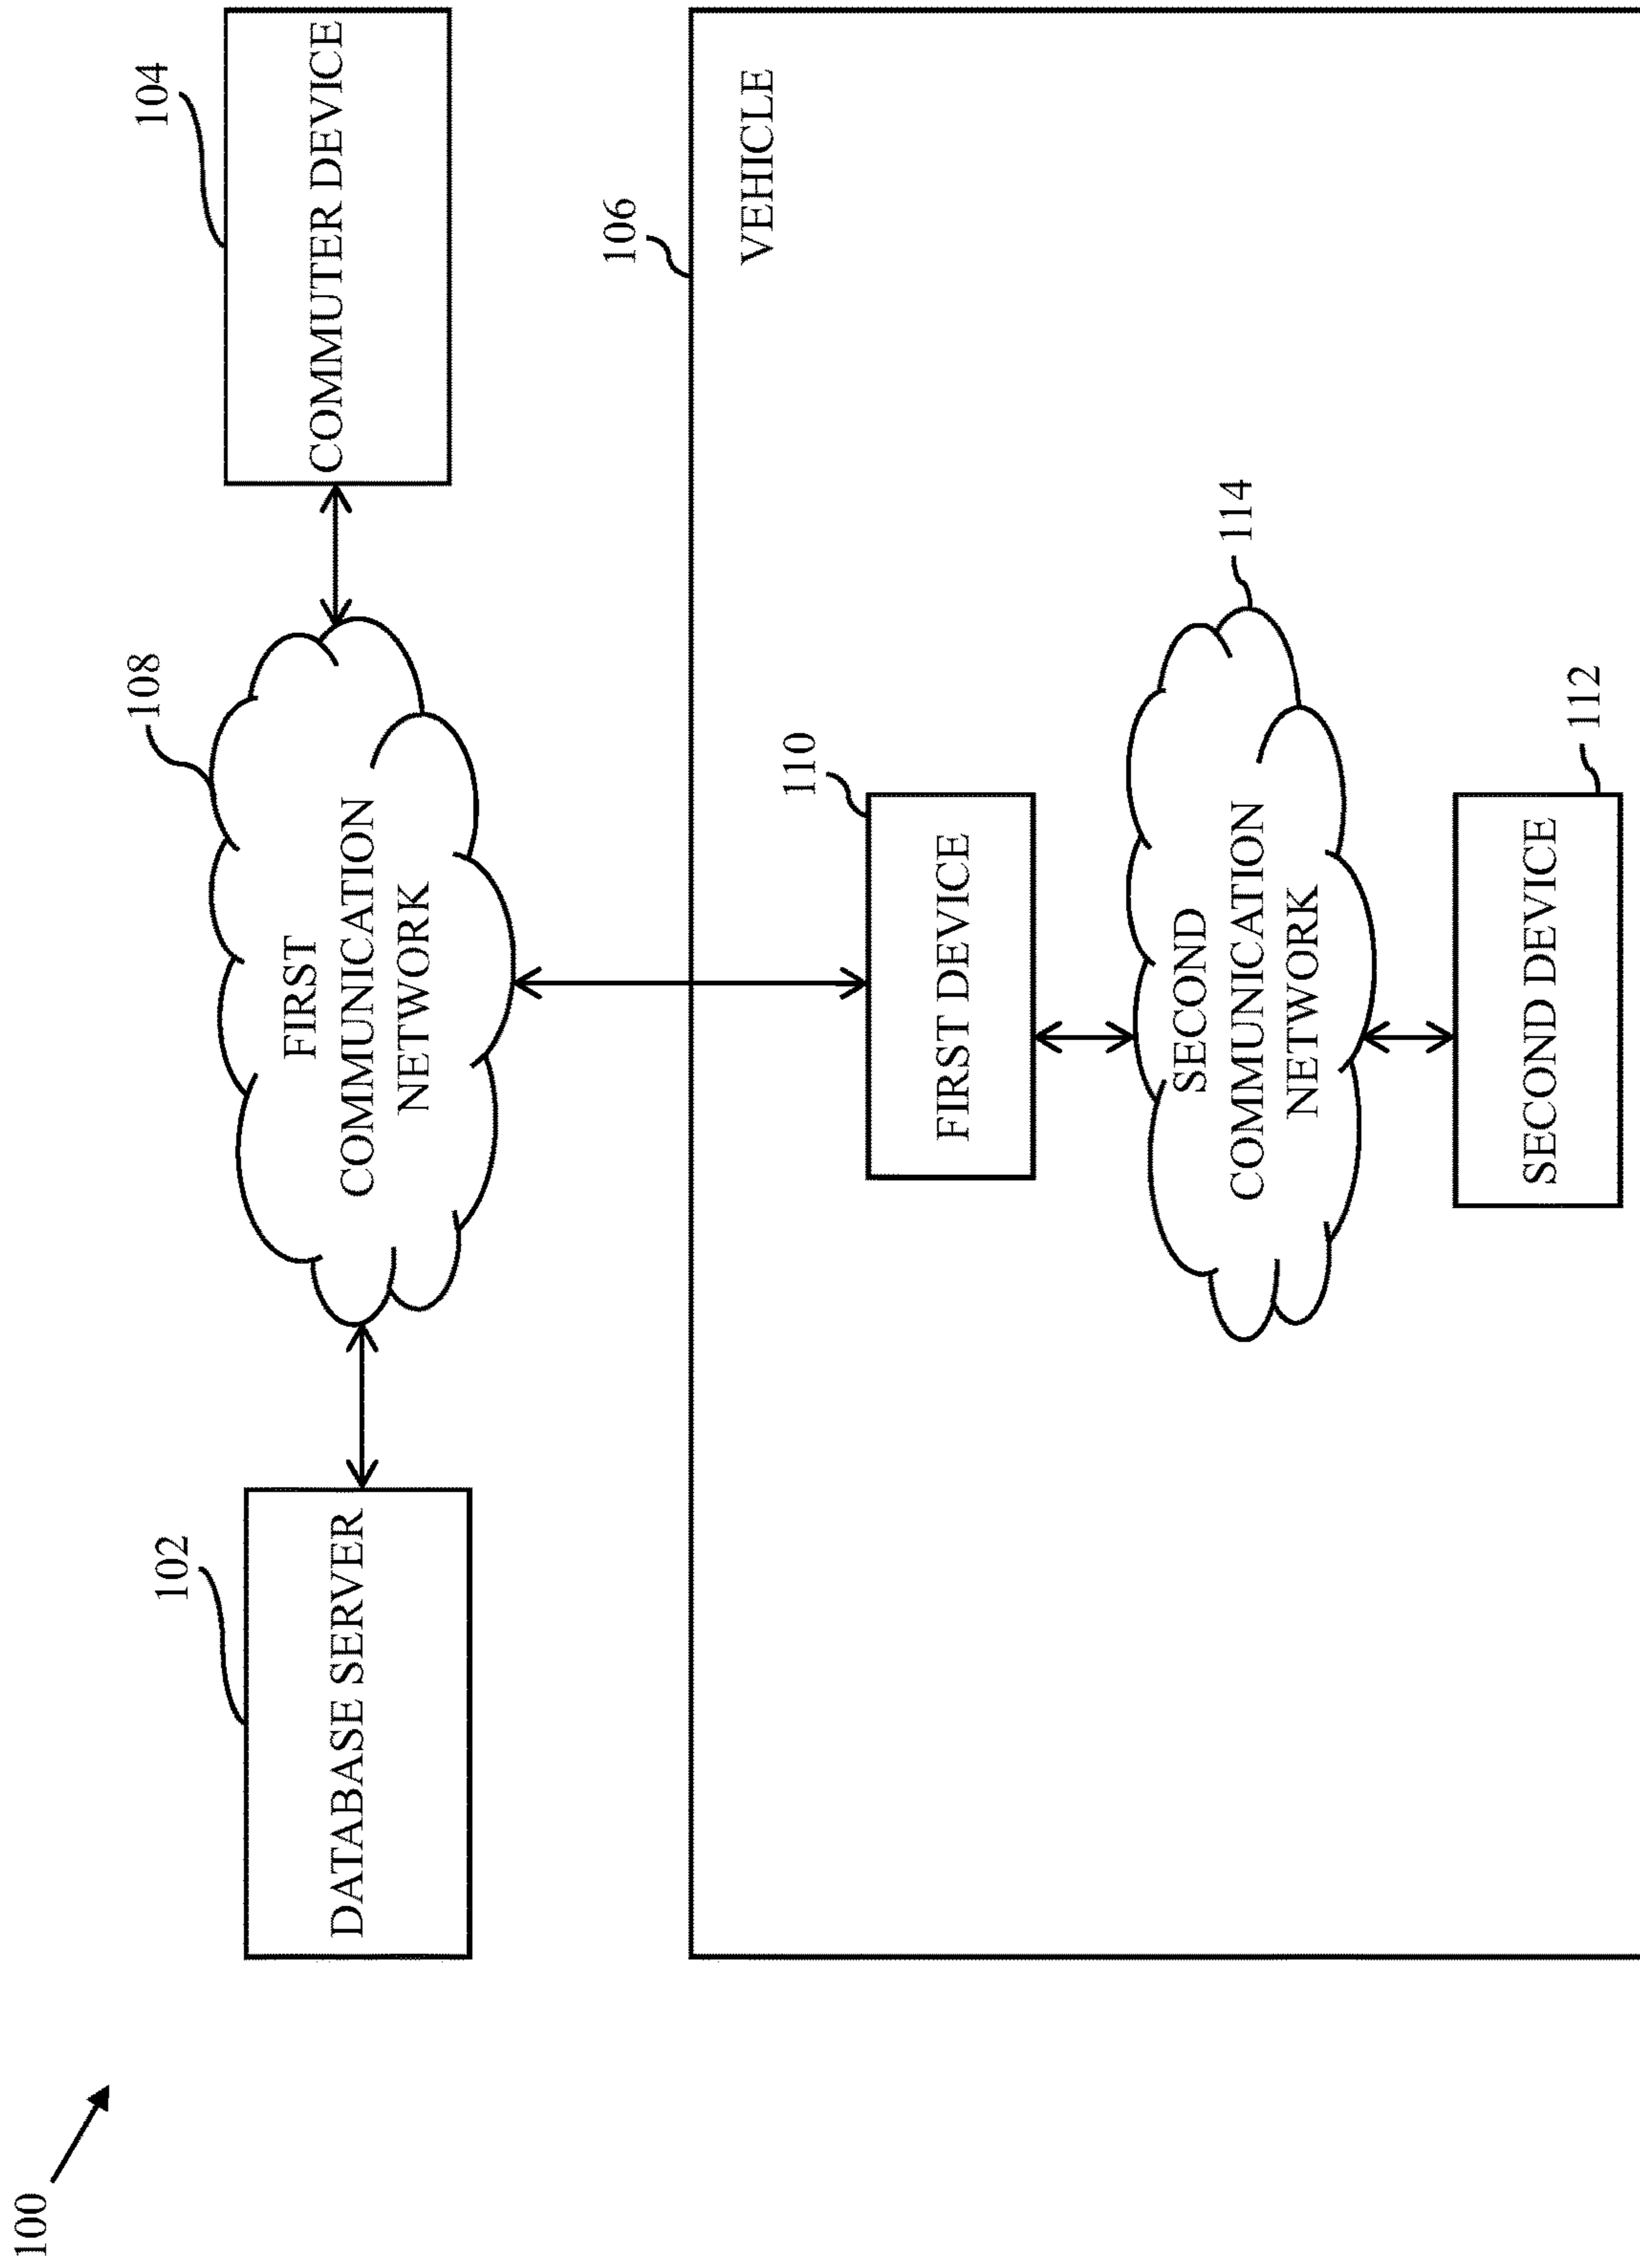 100
102
DATABASE SERVER
108
FIRST
COMMUNICATION
NETWORK
104
COMMUTER DEVICE
106
VEHICLE
110
FIRST DEVICE
114
SECOND
COMMUNICATION
NETWORK
112
SECOND DEVICE